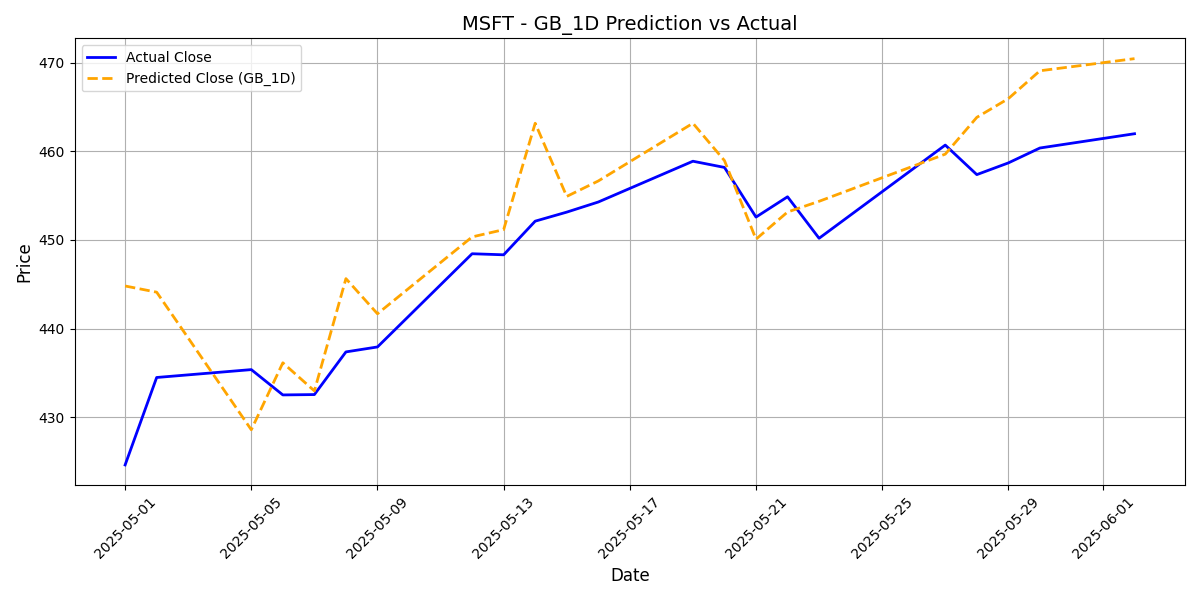 MSFT - GB_1D Prediction vs Actual
Actual Close
Predicted Close (GB_1D)
Price
470
460
450
440
430
2025-05-01
2025-05-05
2025-05-09
2025-05-13
2025-05-17
2025-05-21
2025-05-25
2025-05-29
2025-06-01
Date